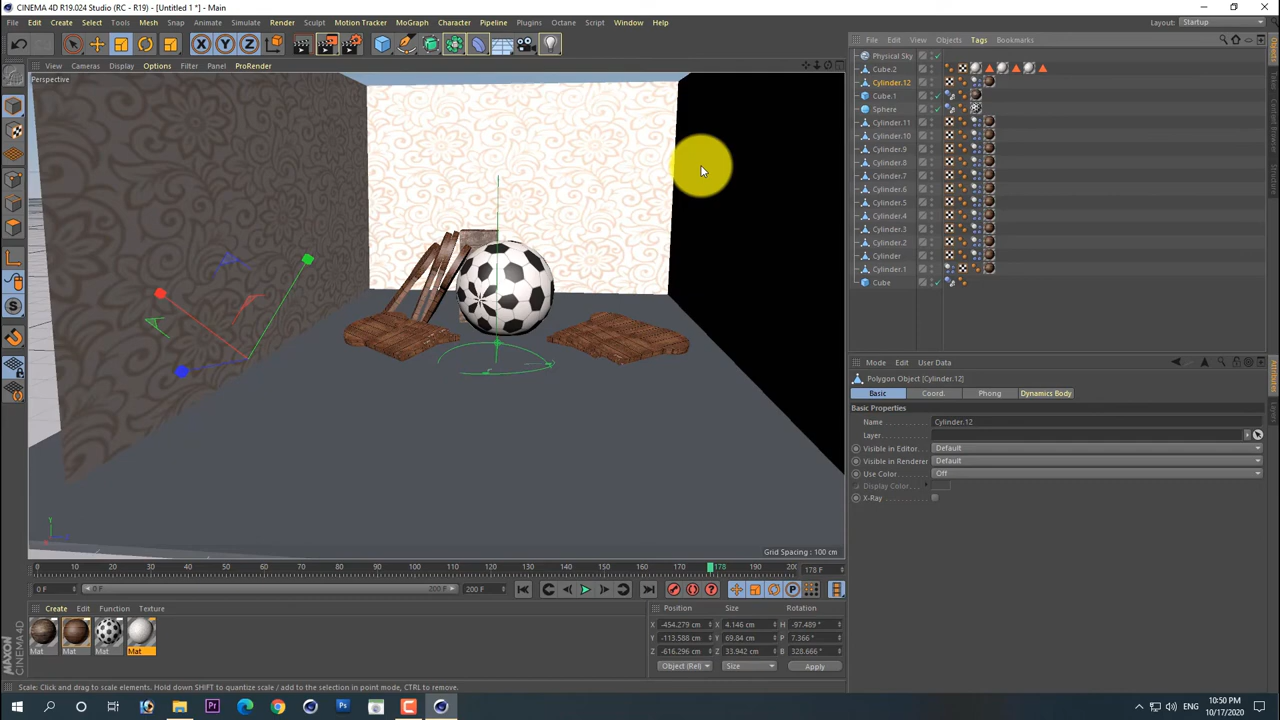 CINEMA 4D R19.024 Studio (RC - R19) - [Untitled 1 *] - Main
File Edit Create Select Tools Mesh Snap Animate Simulate Render Sculpt Motion Tracker MoGraph Character Pipeline Plugins Octane Script Window Help
Layout: Startup
X Y Z
File Edit View Objects Tags Bookmarks
View Cameras Display Options Filter Panel ProRender
Perspective
Physical Sky
Cube.2
Cylinder.12
Cube.1
Sphere
Cylinder.11
Cylinder.10
Cylinder.9
Cylinder.8
Cylinder.7
Cylinder.6
Cylinder.5
Cylinder.4
Cylinder.3
Cylinder.2
Cylinder
Cylinder.1
Cube
Objects
Attributes
Mode Edit User Data
Polygon Object [Cylinder.12]
Basic Coord. Phong Dynamics Body
Basic Properties
Name Cylinder.12
Layer
Visible in Editor Default
Visible in Renderer Default
Use Color Off
Display Color
X-Ray
Y
Grid Spacing : 100 cm
0 10 20 30 40 50 60 70 80 90 100 110 120 130 140 150 160 170 178 190 20
178 F
0 F 0 F 200 F 200 F
Create Edit Function Texture
Mat Mat Mat Mat
Position Size Rotation
X -454.279 cm X 4.146 cm H -97.489 °
Y -113.588 cm Y 69.84 cm P 7.366 °
Z -616.296 cm Z 33.942 cm B 328.666 °
Object (Rel) Size Apply
MAXON CINEMA 4D
Scale: Click and drag to scale elements. Hold down SHIFT to quantize scale / add to the selection in point mode, CTRL to remove.
ENG
10:50 PM
10/17/2020